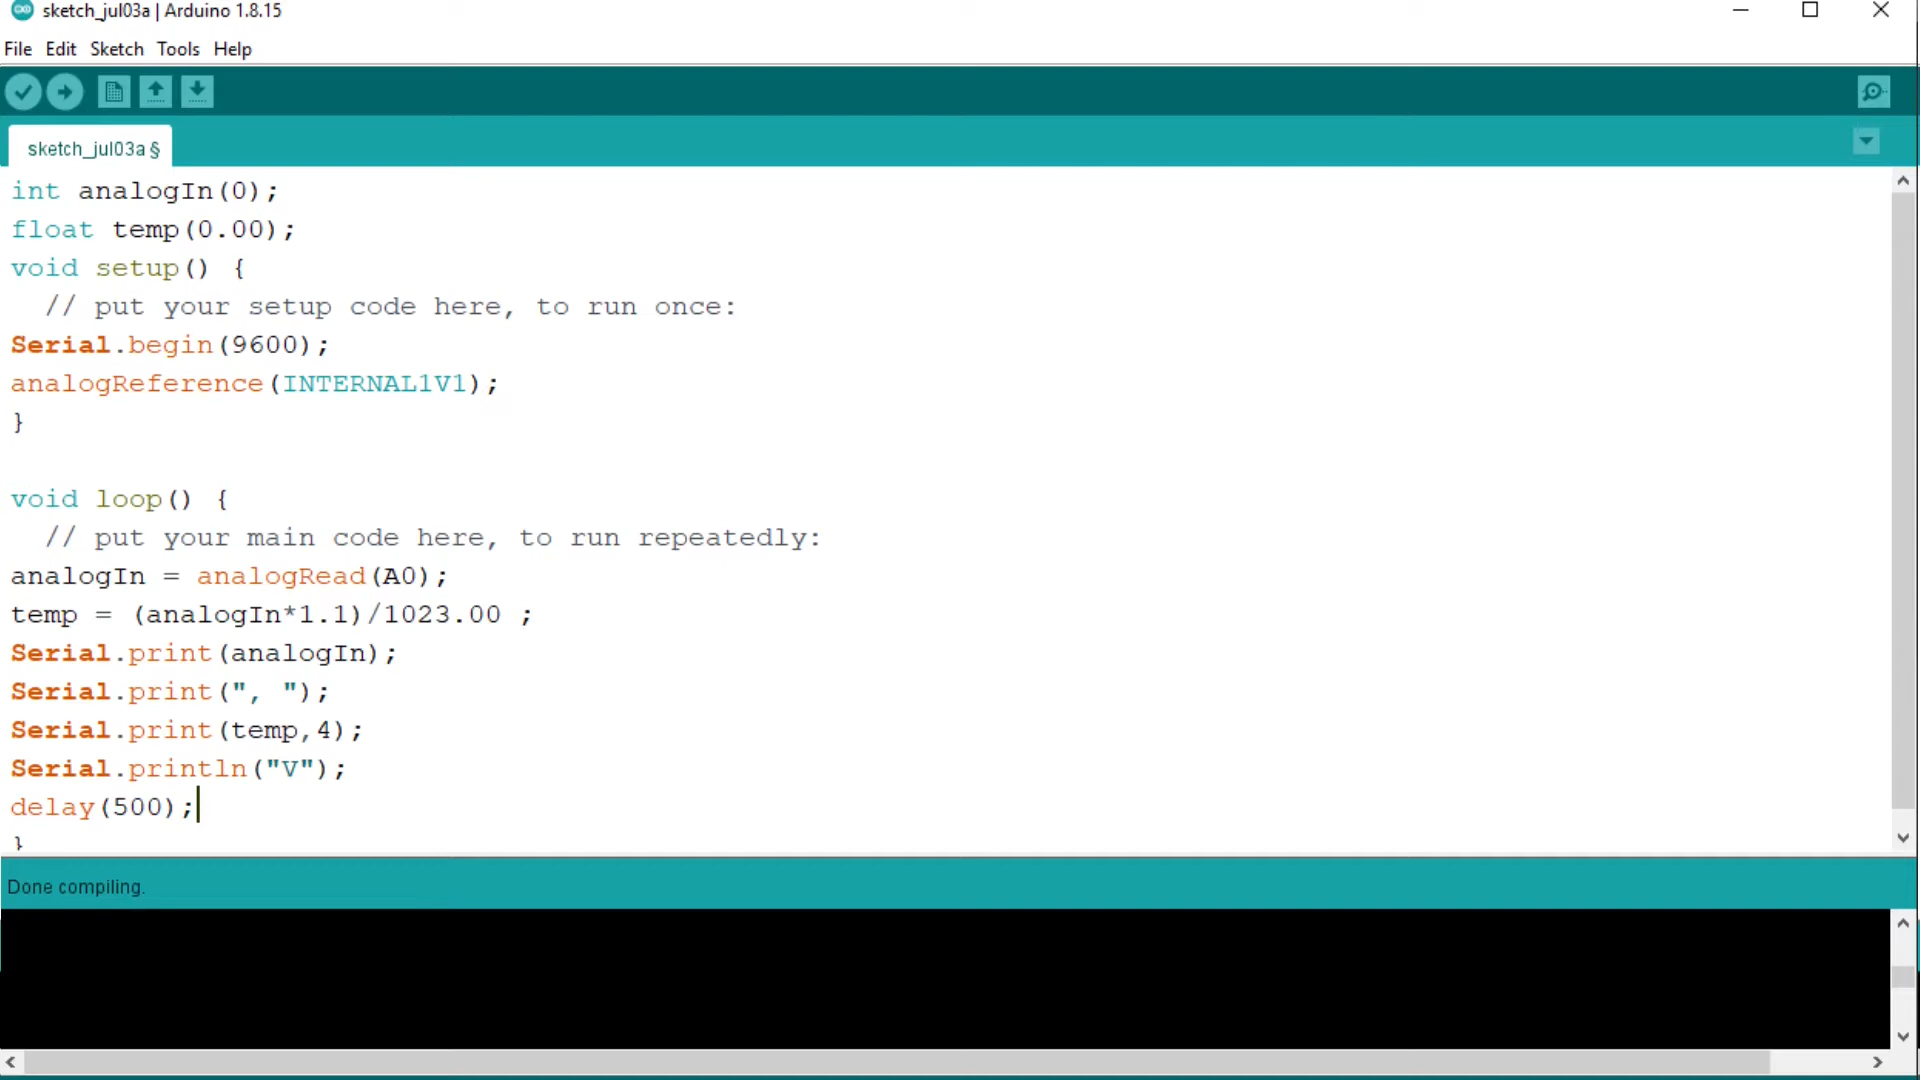 sketch_jul03a | Arduino 1.8.15
File Edit Sketch Tools Help
sketch_jul03a §
int analogIn(0);
float temp(0.00);
void setup() {
  // put your setup code here, to run once:
Serial.begin(9600);
analogReference(INTERNAL1V1);
}
void loop() {
  // put your main code here, to run repeatedly:
analogIn = analogRead(A0);
temp = (analogIn*1.1)/1023.00 ;
Serial.print(analogIn);
Serial.print(", ");
Serial.print(temp,4);
Serial.println("V");
delay(500);
}
Done compiling.